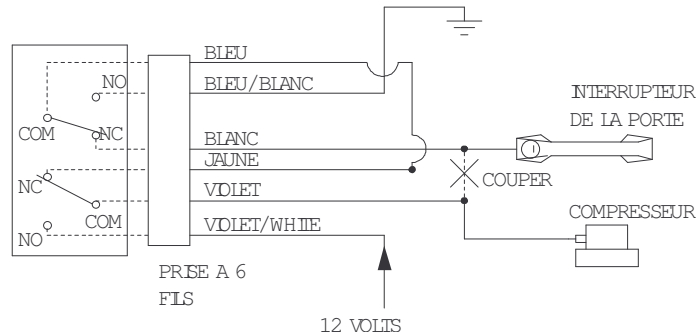 BLEU
NO
BLEU/BLANC
INTERRUPTEUR
DE LA PORTE
COM
NC
BLANC
JAUNE
NC
COUPER
VIOLET
COM
COMPRESSEUR
NO
VIOLET/WHITE
PRISE A 6
FILS
12 VOLTS